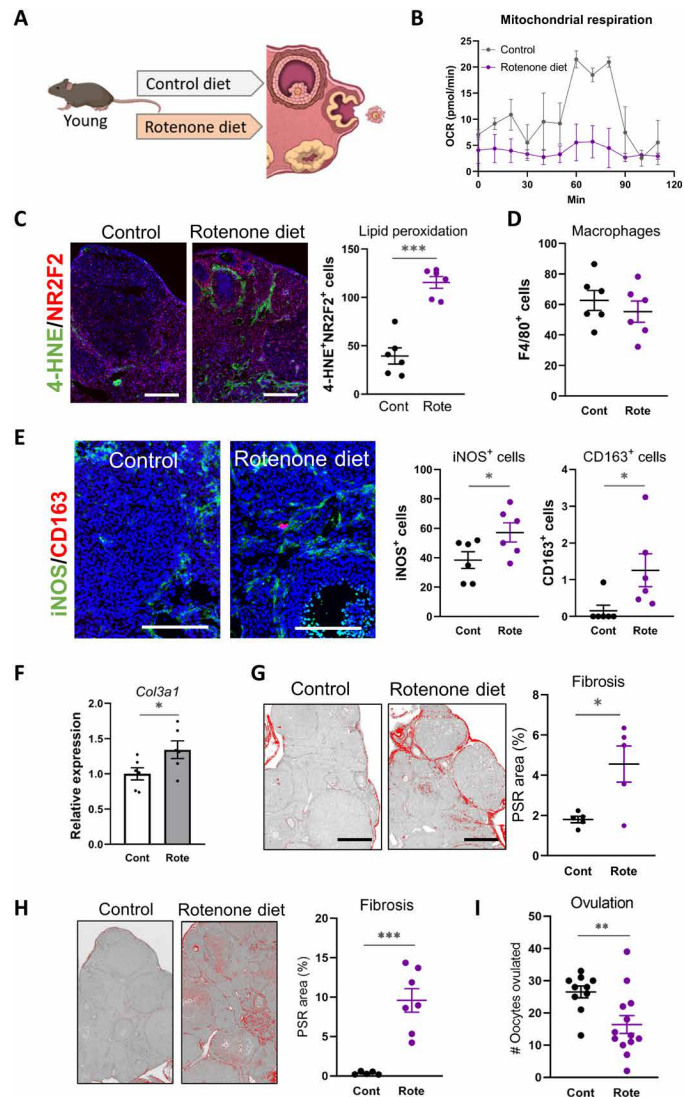 A
Control diet
Rotenone diet
Young
B
Mitochondrial respiration
Control
Rotenone diet
OCR (pmol/min)
25
20
15
10
5
0
0 30 60 90 120
Min
C
Control
Rotenone diet
4-HNE/NR2F2
Lipid peroxidation
***
4-HNE+NR2F2+ cells
150
100
50
0
Cont Rote
D
Macrophages
F4/80+ cells
100
80
60
40
20
0
Cont Rote
E
Control
Rotenone diet
iNOS/CD163
iNOS+ cells
*
iNOS+ cells
100
80
60
40
20
0
Cont Rote
CD163+ cells
*
CD163+ cells
4
3
2
1
0
Cont Rote
F
Col3a1
*
Relative expression
2.0
1.5
1.0
0.5
0.0
Cont Rote
G
Control
Rotenone diet
Fibrosis
*
PSR area (%)
8
6
4
2
0
Cont Rote
H
Control
Rotenone diet
Fibrosis
***
PSR area (%)
20
15
10
5
0
Cont Rote
I
Ovulation
**
# Oocytes ovulated
50
40
30
20
10
0
Cont Rote